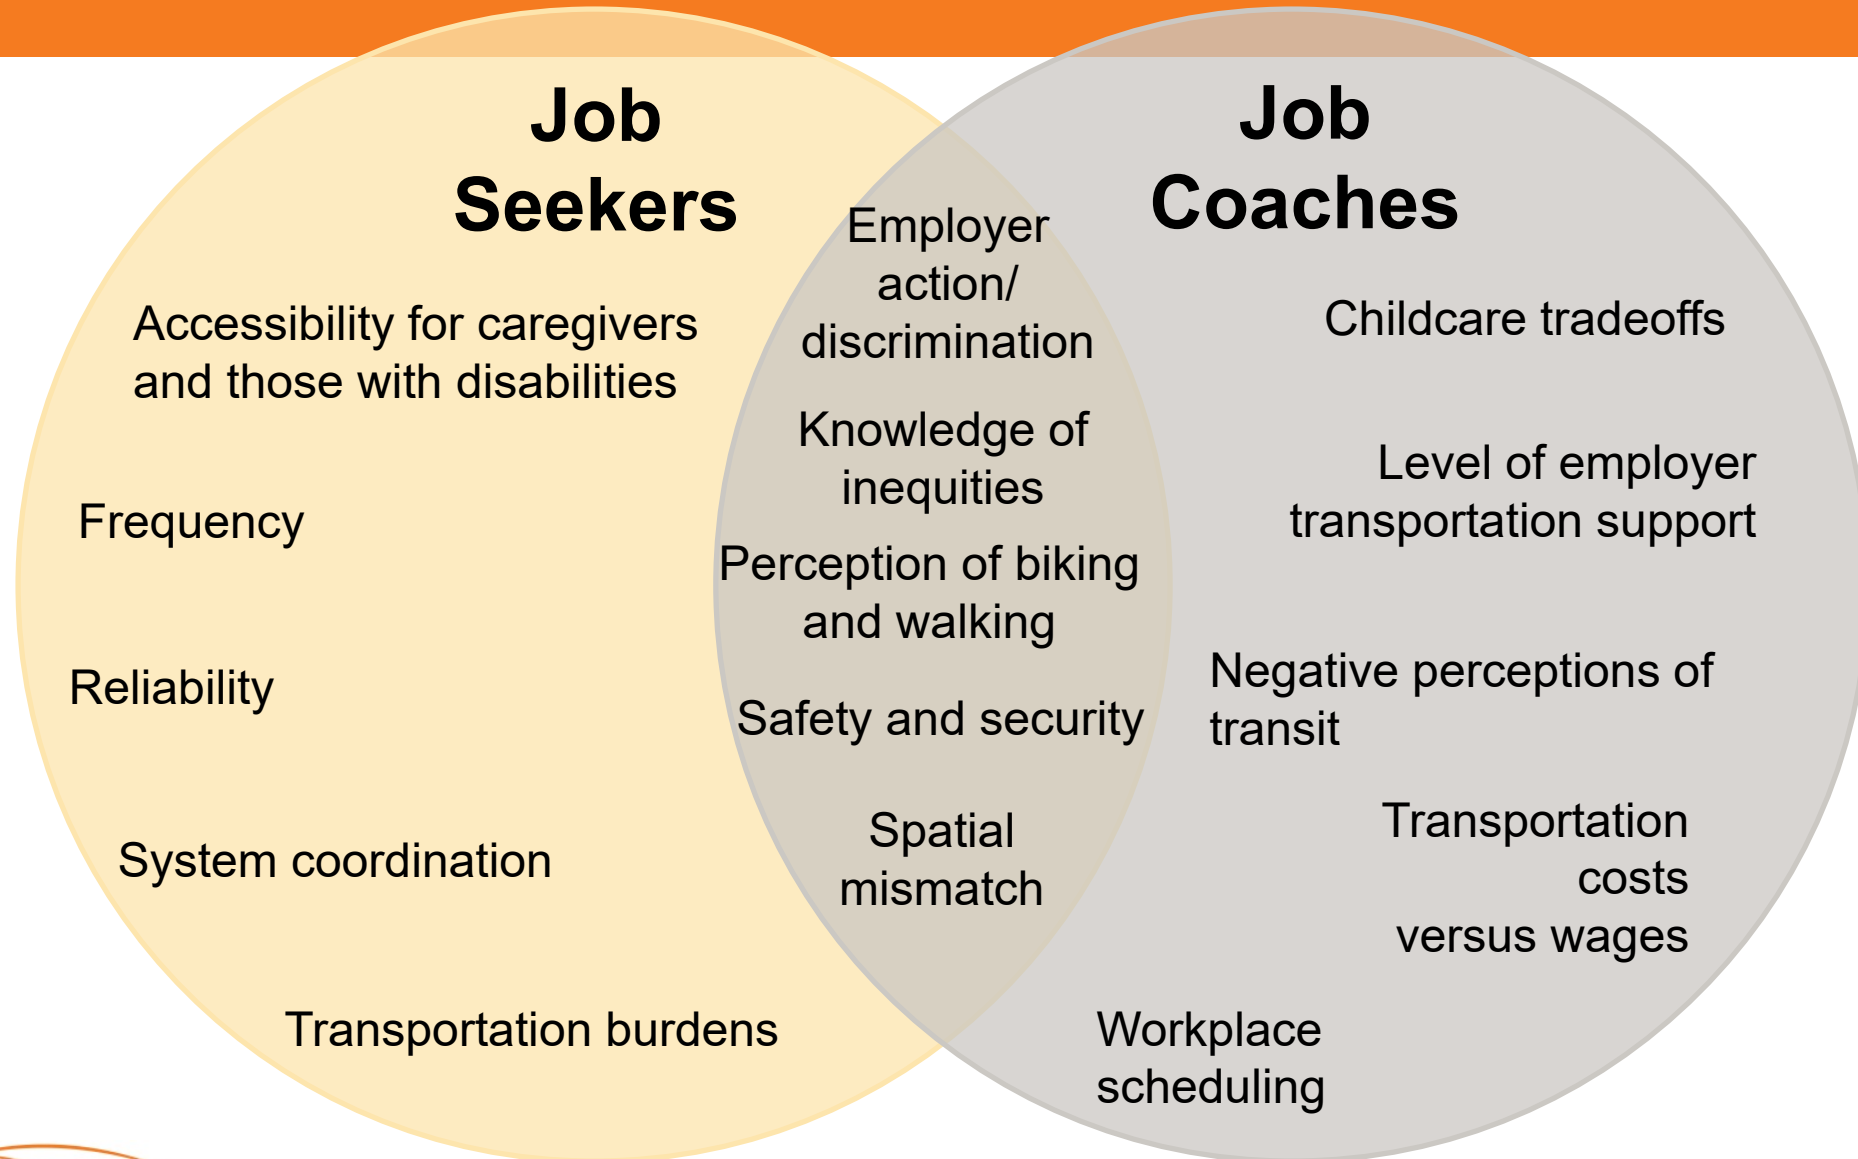 Job
Seekers
Accessibility for caregivers
and those with disabilities
Frequency
Reliability
System coordination
Transportation burdens
Employer
action/
discrimination
Knowledge of
inequities
Perception of biking
and walking
Safety and security
Spatial
mismatch
Job
Coaches
Childcare tradeoffs
Level of employer
transportation support
Negative perceptions of
transit
Transportation
costs
versus wages
Workplace
scheduling